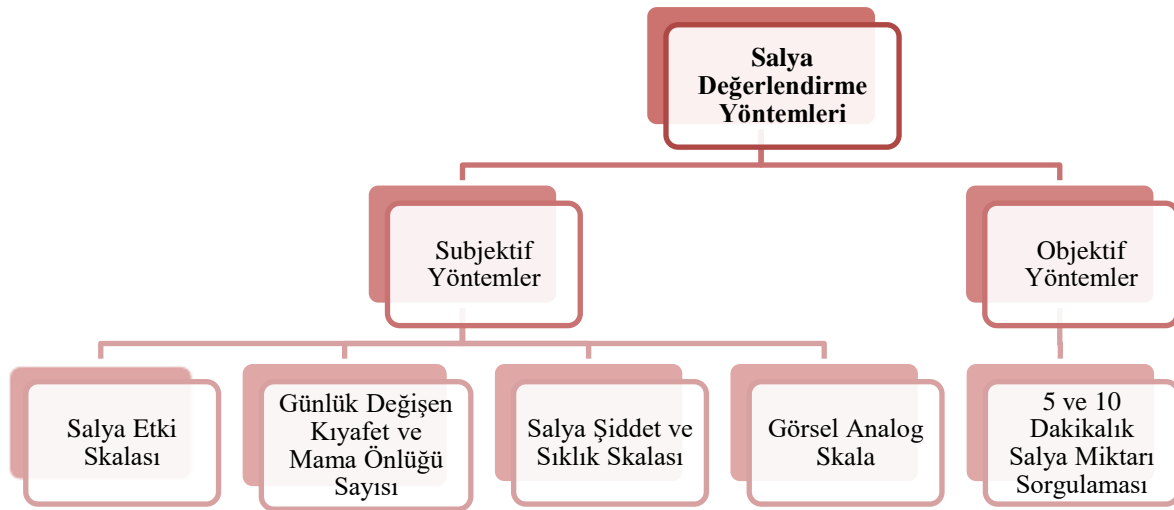 Salya
Değerlendirme
Yöntemleri
Subjektif
Yöntemler
Objektif
Yöntemler
Salya Etki
Skalası
Günlük Değişen
Kıyafet ve
Mama Önlüğü
Sayısı
Salya Şiddet ve
Sıklık Skalası
Görsel Analog
Skala
5 ve 10
Dakikalık
Salya Miktarı
Sorgulaması